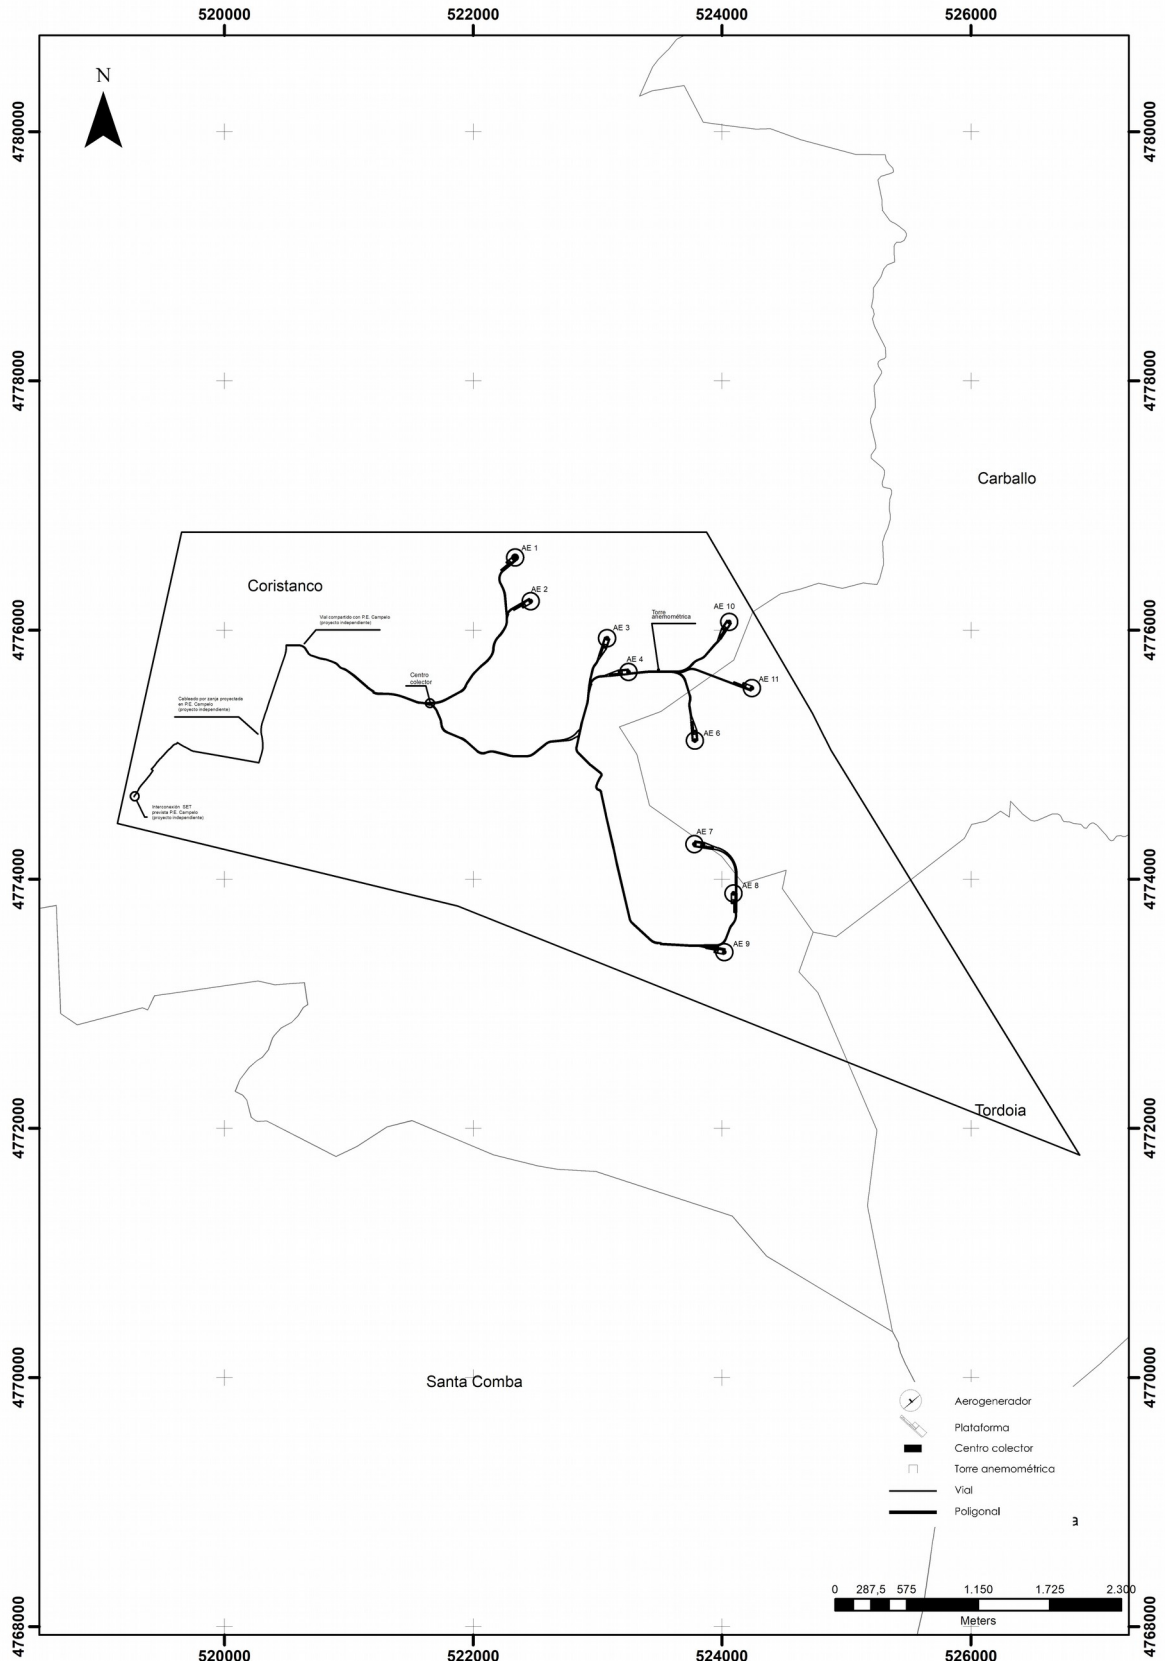 520000
522000
524000
526000
N
4780000
4780000
4778000
4778000
Carballo
AE 1
Coristanco
AE 2
AE 10
Torre
anemométrica
Vial compartido con P.E. Campelo
(proyecto independiente)
4776000
4776000
AE 3
AE 4
Centro
colector
AE 11
Cableado por zanja proyectada
en P.E. Campelo
(proyecto independiente)
AE 6
Interconexión SET
prevista P.E. Campelo
(proyecto independiente)
AE 7
4774000
4774000
AE 8
AE 9
Tordoia
4772000
4772000
4770000
4770000
Santa Comba
Aerogenerador
Plataforma
Centro colector
Torre anemométrica
Vial
Poligonal
a
0 287,5 575 1.150 1.725 2.300
Meters
4768000
4768000
520000
522000
524000
526000